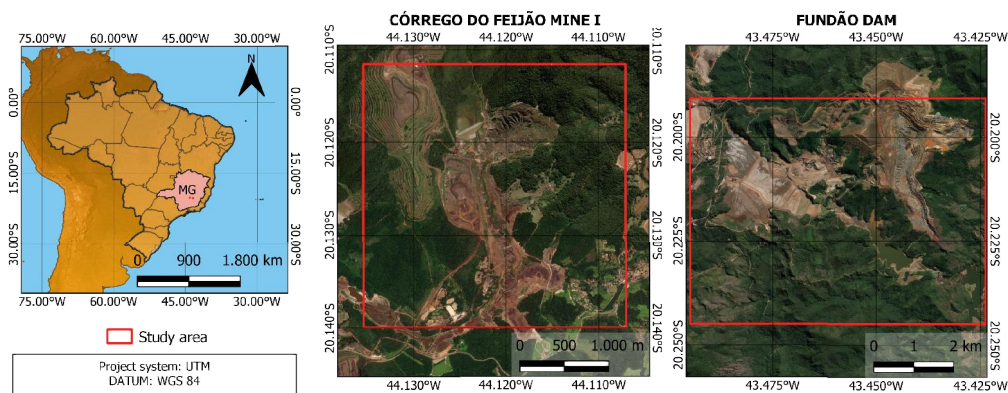 75.00°W 60.00°W 45.00°W 30.00°W
N
0.00°
0.00°
15.00°S
15.00°S
MG
30.00°S
30.00°S
0 900 1.800 km
75.00°W 60.00°W 45.00°W 30.00°W
Study area
Project system: UTM
DATUM: WGS 84
CÓRREGO DO FEIJÃO MINE I
44.130°W 44.120°W 44.110°W
20.110°S
20.110°S
20.120°S
20.120°S
20.130°S
20.130°S
20.140°S
20.140°S
0 500 1.000 m
44.130°W 44.120°W 44.110°W
FUNDÃO DAM
43.475°W 43.450°W 43.425°W
20.200°S
20.200°S
20.225°S
20.225°S
20.250°S
20.250°S
0 1 2 km
43.475°W 43.450°W 43.425°W